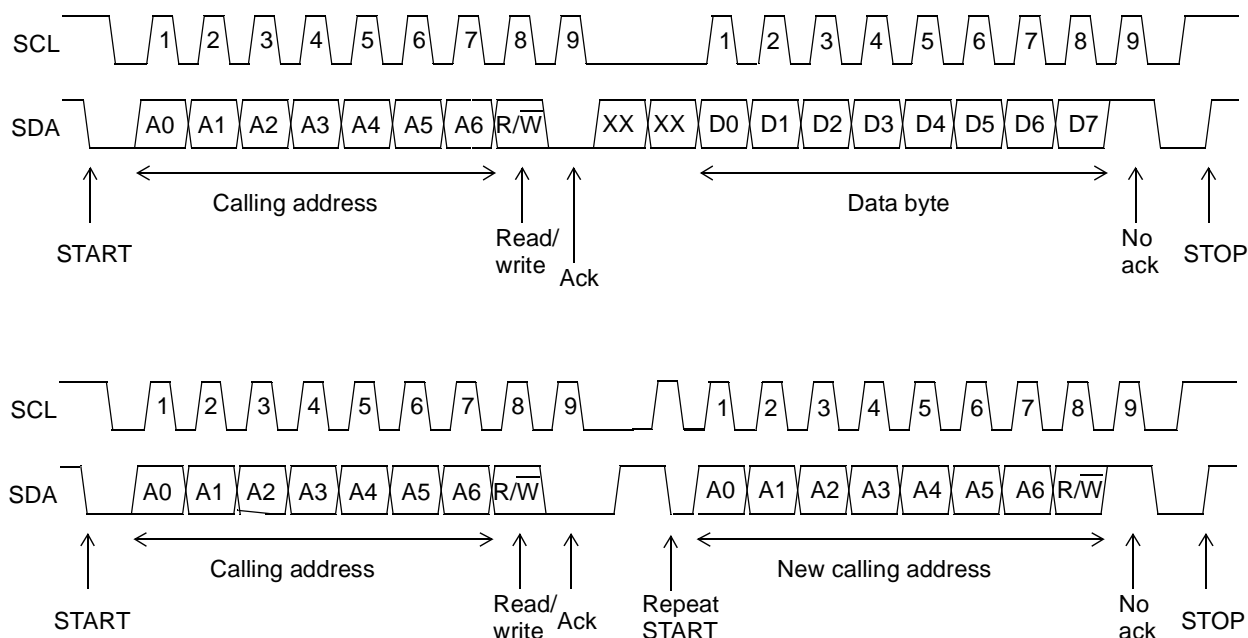 SCL 1 2 3 4 5 6 7 8 9 1 2 3 4 5 6 7 8 9
SDA A0 A1 A2 A3 A4 A5 A6 R/W̅ XX XX D0 D1 D2 D3 D4 D5 D6 D7
Calling address Data byte
START Read/ No STOP
write Ack ack
SCL 1 2 3 4 5 6 7 8 9 1 2 3 4 5 6 7 8 9
SDA A0 A1 A2 A3 A4 A5 A6 R/W̅ A0 A1 A2 A3 A4 A5 A6 R/W̅
Calling address New calling address
START Read/ Ack Repeat No STOP
write START ack